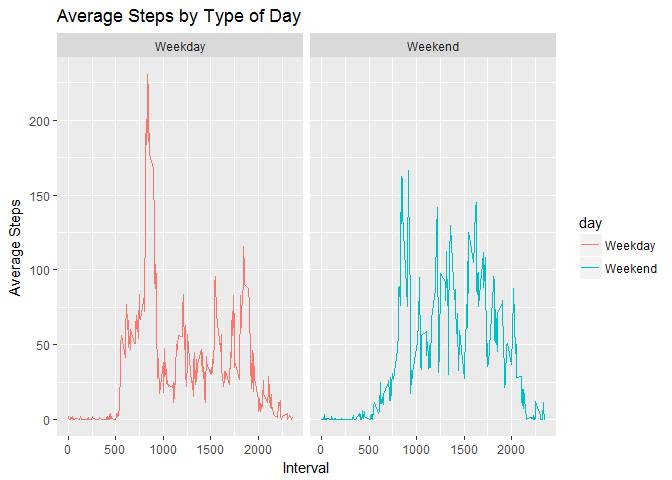 Average Steps by Type of Day
Weekday Weekend
200
150
100
50
0
0 500 1000 1500 2000 0 500 1000 1500 2000
Interval
Average Steps
day
Weekday
Weekend